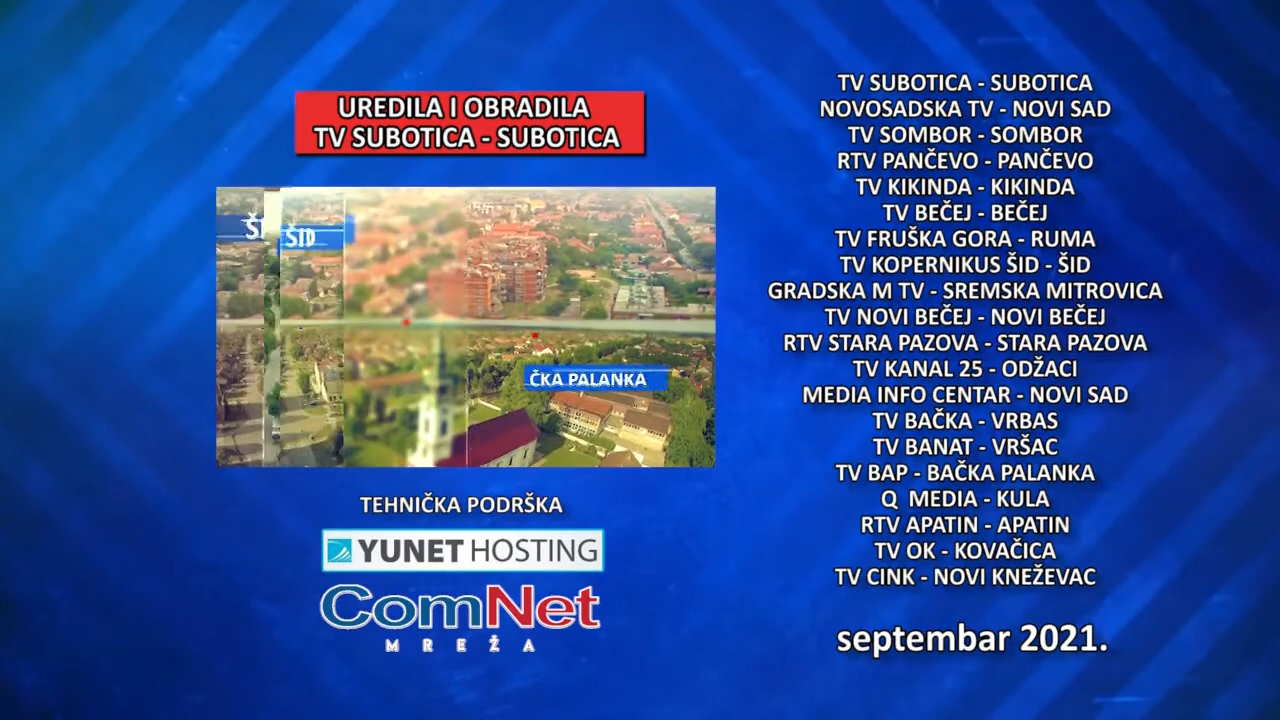 UREDILA I OBRADILA
TV SUBOTICA - SUBOTICA
ŠID
ČKA PALANKA
TEHNIČKA PODRŠKA
YUNET HOSTING
ComNet
MREŽA
TV SUBOTICA - SUBOTICA
NOVOSADSKA TV - NOVI SAD
TV SOMBOR - SOMBOR
RTV PANČEVO - PANČEVO
TV KIKINDA - KIKINDA
TV BEČEJ - BEČEJ
TV FRUŠKA GORA - RUMA
TV KOPERNIKUS ŠID - ŠID
GRADSKA M TV - SREMSKA MITROVICA
TV NOVI BEČEJ - NOVI BEČEJ
RTV STARA PAZOVA - STARA PAZOVA
TV KANAL 25 - ODŽACI
MEDIA INFO CENTAR - NOVI SAD
TV BAČKA - VRBAS
TV BANAT - VRŠAC
TV BAP - BAČKA PALANKA
Q MEDIA - KULA
RTV APATIN - APATIN
TV OK - KOVAČICA
TV CINK - NOVI KNEŽEVAC
septembar 2021.